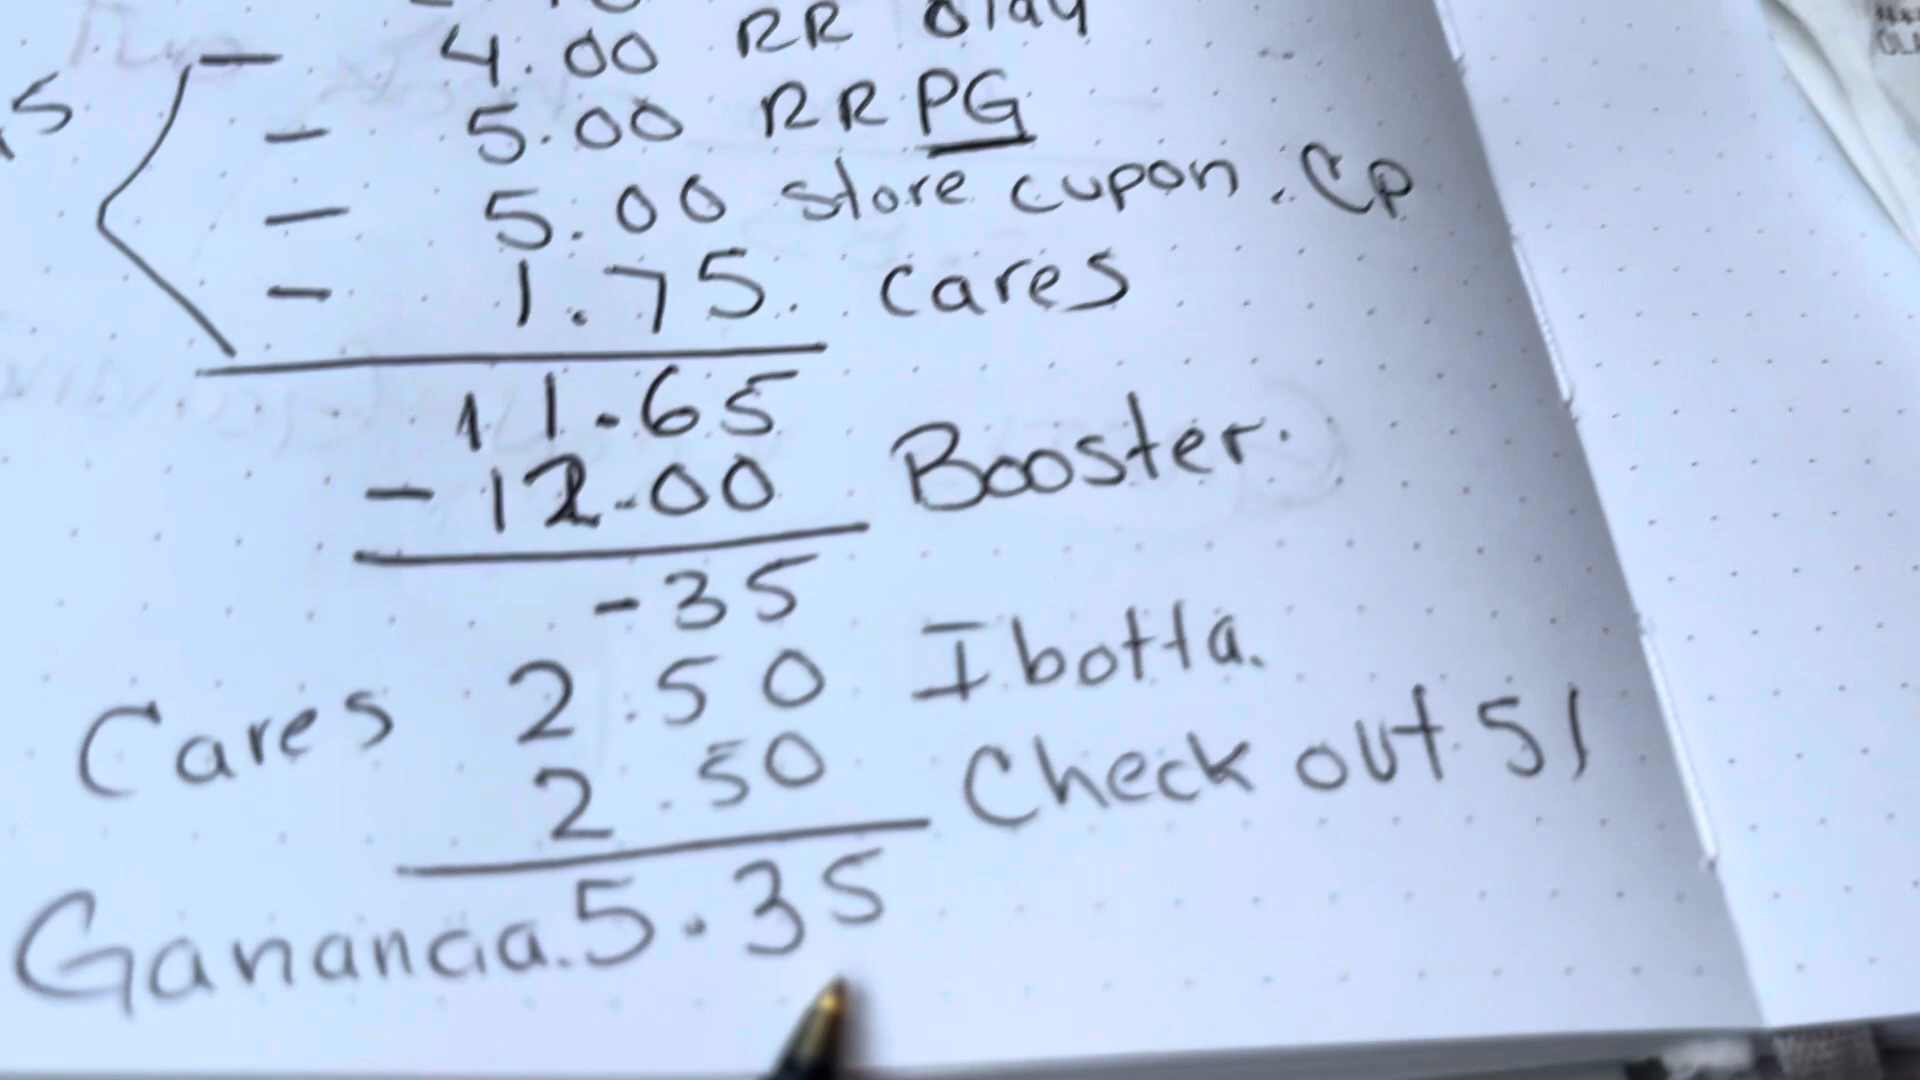 - 4.00 RR Olay
- 5.00 RR PG
- 5.00 store cupon. Cp
- 1.75. cares
11.65
- 12.00 Booster.
-35
Cares 2.50 Ibotta.
2.50 Check out 51
Ganancia. 5.35